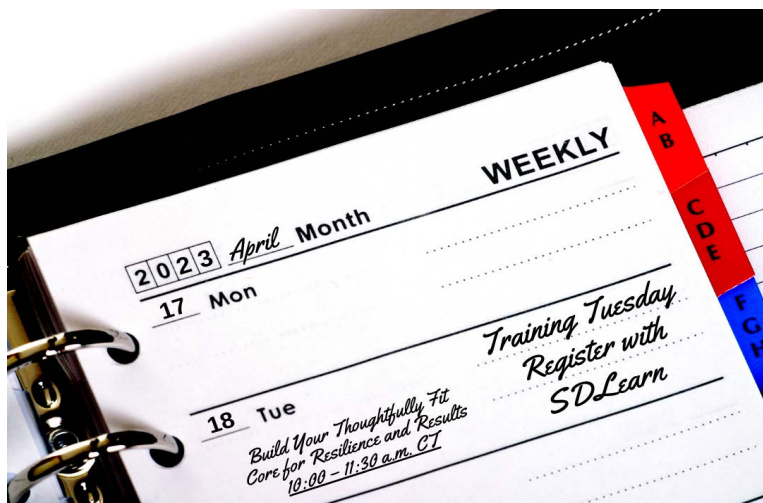 WEEKLY
2023 April Month
17 Mon
18 Tue
Build Your Thoughtfully Fit
Core for Resilience and Results
10:00 – 11:30 a.m. CT
Training Tuesday
Register with
SDLearn
A
B
C
D
E
F
G
H